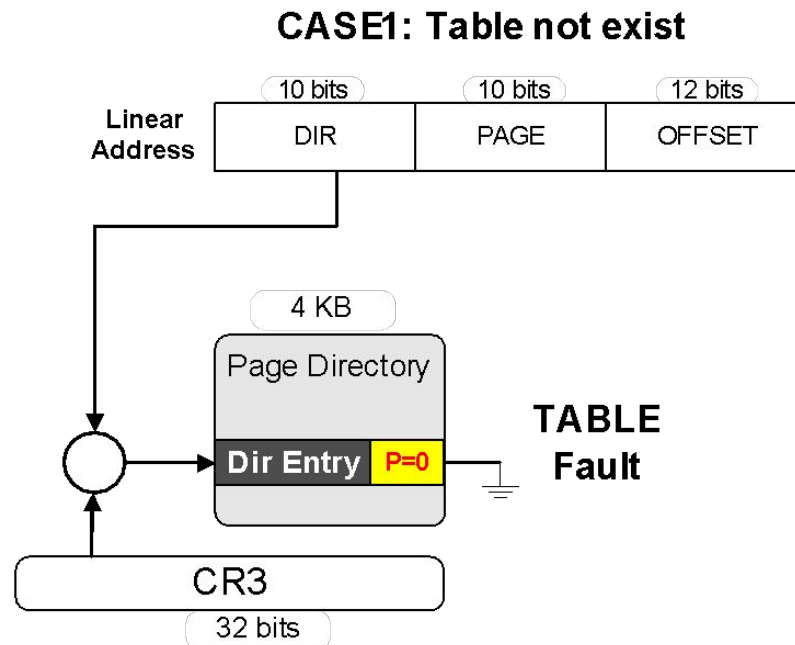 CASE1: Table not exist
10 bits
10 bits
12 bits
Linear
Address
DIR
PAGE
OFFSET
4 KB
Page Directory
Dir Entry
P=0
TABLE
Fault
CR3
32 bits